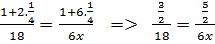 (1+2.1/4)/18 = (1+6.1/4)/6x => (3/2)/18 = (5/2)/6x